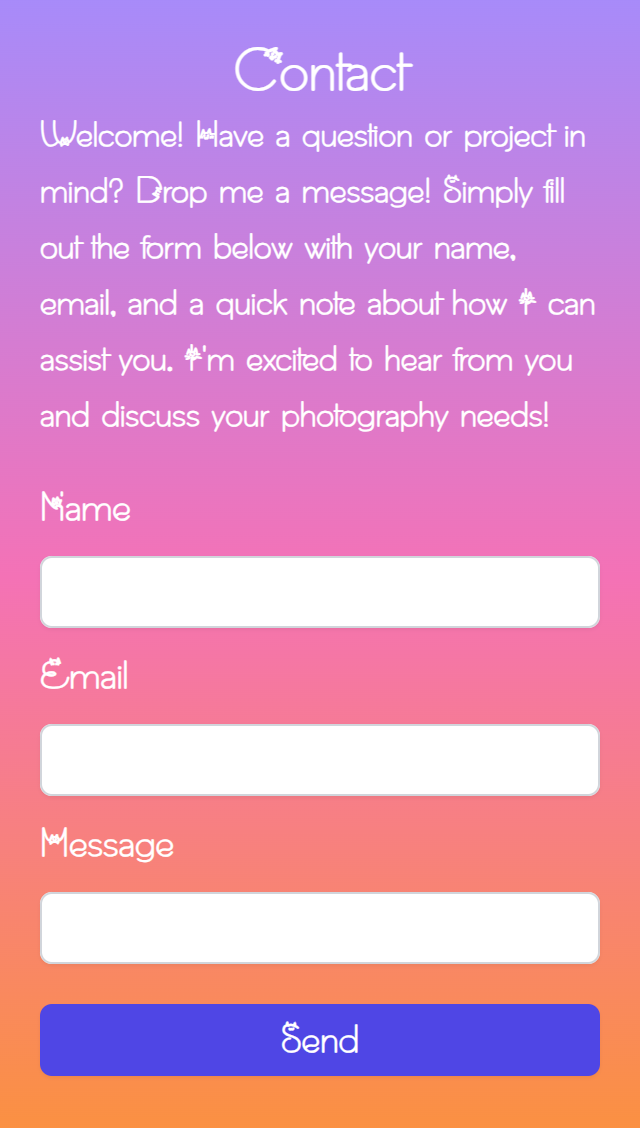 Contact
Welcome! Have a question or project in
mind? Drop me a message! Simply fill
out the form below with your name,
email, and a quick note about how I can
assist you. I'm excited to hear from you
and discuss your photography needs!
Name
Email
Message
Send